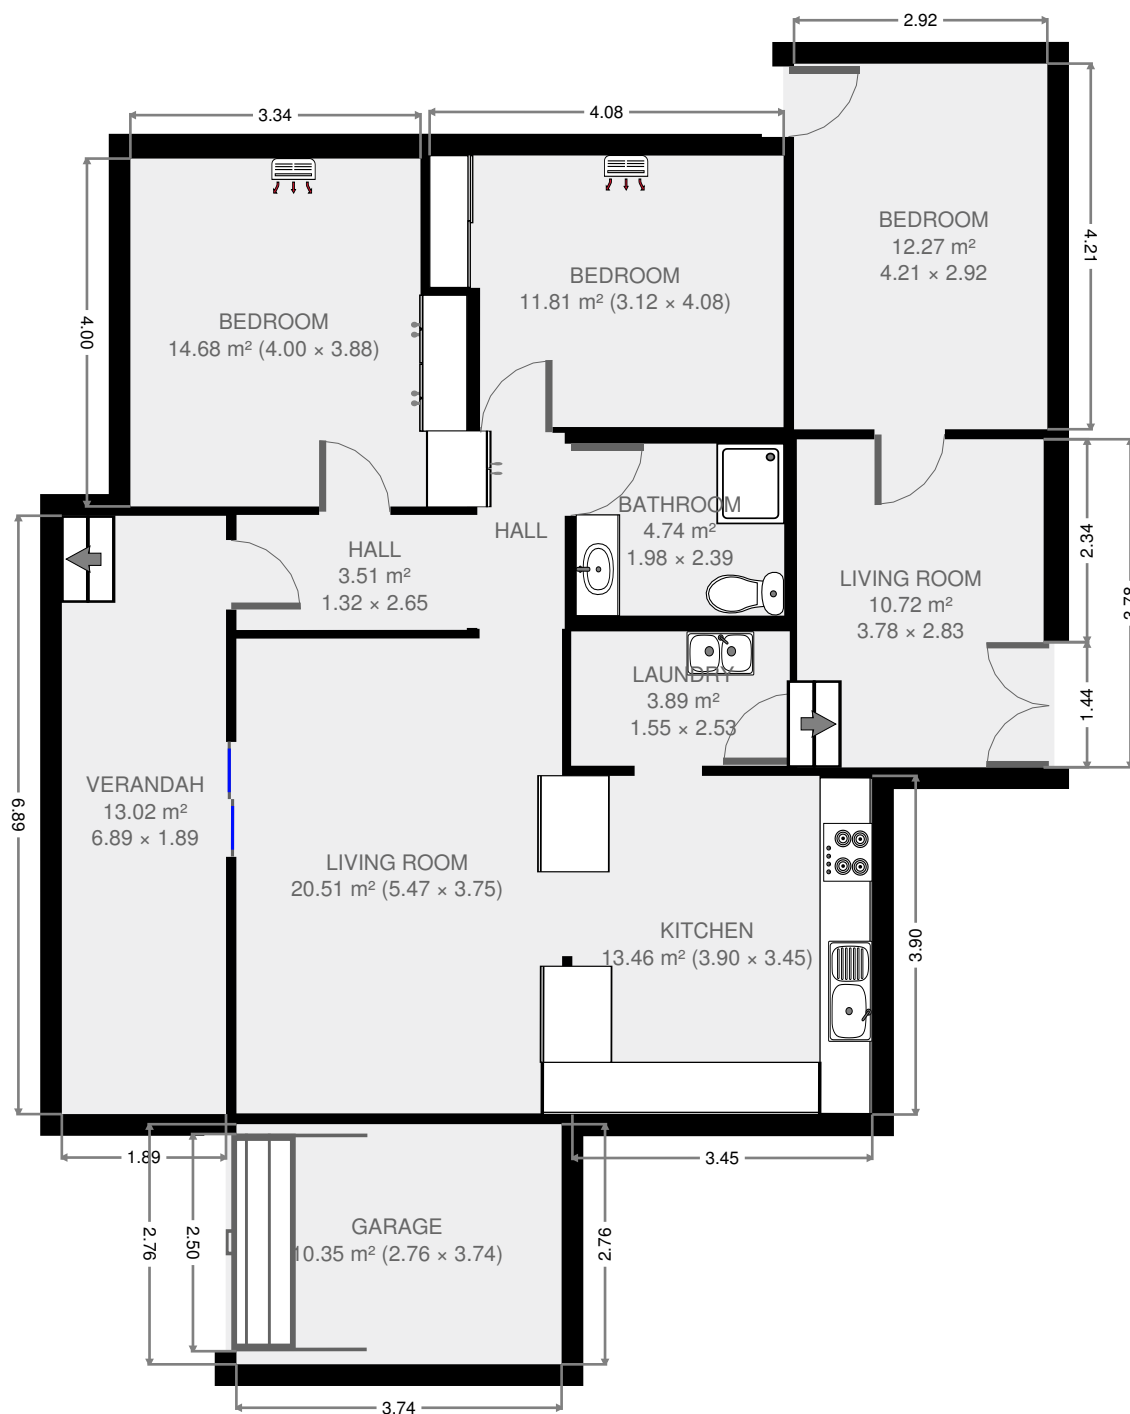 2.92
3.34
4.08
BEDROOM
12.27 m²
4.21 × 2.92
4.21
BEDROOM
11.81 m² (3.12 × 4.08)
BEDROOM
14.68 m² (4.00 × 3.88)
4.00
BATHROOM
4.74 m²
1.98 × 2.39
HALL
HALL
3.51 m²
1.32 × 2.65
2.34
LIVING ROOM
10.72 m²
3.78 × 2.83
3.78
1.44
LAUNDRY
3.89 m²
1.55 × 2.53
VERANDAH
13.02 m²
6.89 × 1.89
6.89
LIVING ROOM
20.51 m² (5.47 × 3.75)
KITCHEN
13.46 m² (3.90 × 3.45)
3.90
1.89
3.45
GARAGE
10.35 m² (2.76 × 3.74)
2.76
2.50
2.76
3.74